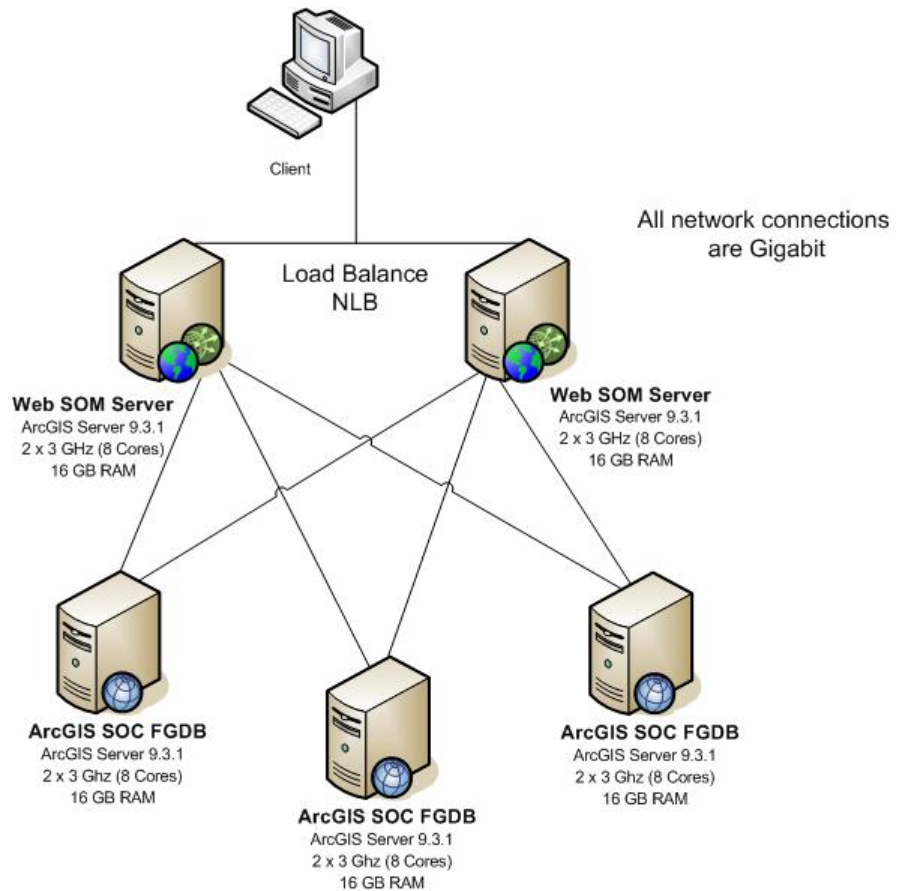 Client
All network connections
are Gigabit
Load Balance
NLB
Web SOM Server
ArcGIS Server 9.3.1
2 x 3 GHz (8 Cores)
16 GB RAM
Web SOM Server
ArcGIS Server 9.3.1
2 x 3 GHz (8 Cores)
16 GB RAM
ArcGIS SOC FGDB
ArcGIS Server 9.3.1
2 x 3 Ghz (8 Cores)
16 GB RAM
ArcGIS SOC FGDB
ArcGIS Server 9.3.1
2 x 3 Ghz (8 Cores)
16 GB RAM
ArcGIS SOC FGDB
ArcGIS Server 9.3.1
2 x 3 Ghz (8 Cores)
16 GB RAM